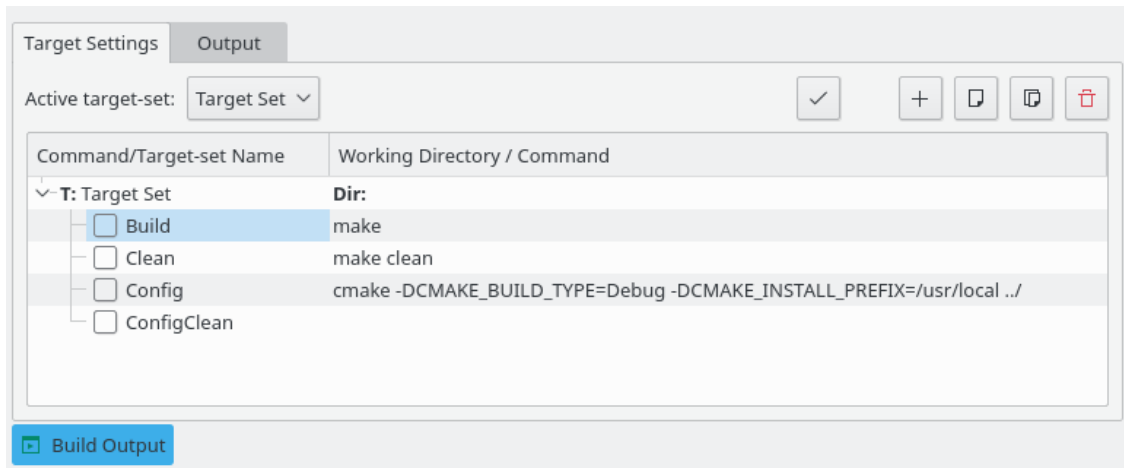 Target Settings Output
Active target-set: Target Set
Command/Target-set Name Working Directory / Command
T: Target Set Dir:
Build make
Clean make clean
Config cmake -DCMAKE_BUILD_TYPE=Debug -DCMAKE_INSTALL_PREFIX=/usr/local ../
ConfigClean
Build Output